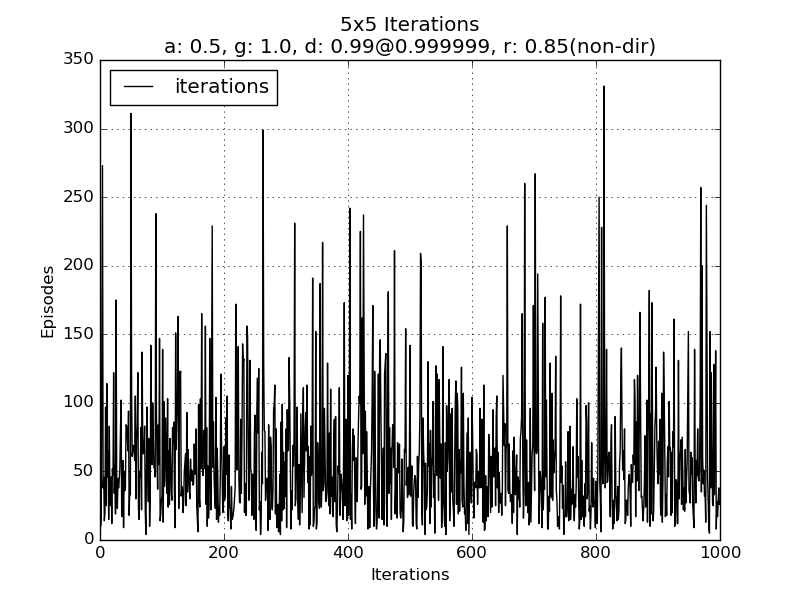 5x5 Iterations
a: 0.5, g: 1.0, d: 0.99@0.999999, r: 0.85(non-dir)
iterations
350
300
250
200
150
100
50
0
Episodes
0 200 400 600 800 1000
Iterations